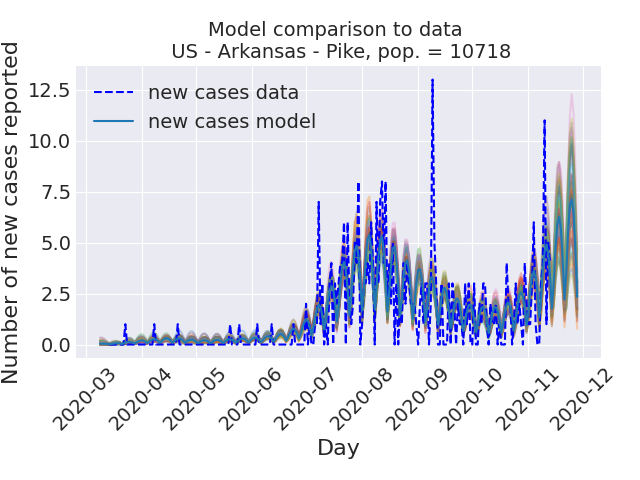 Model comparison to data
US - Arkansas - Pike, pop. = 10718
Number of new cases reported
12.5
10.0
7.5
5.0
2.5
0.0
new cases data
new cases model
2020-03
2020-04
2020-05
2020-06
2020-07
2020-08
2020-09
2020-10
2020-11
2020-12
Day